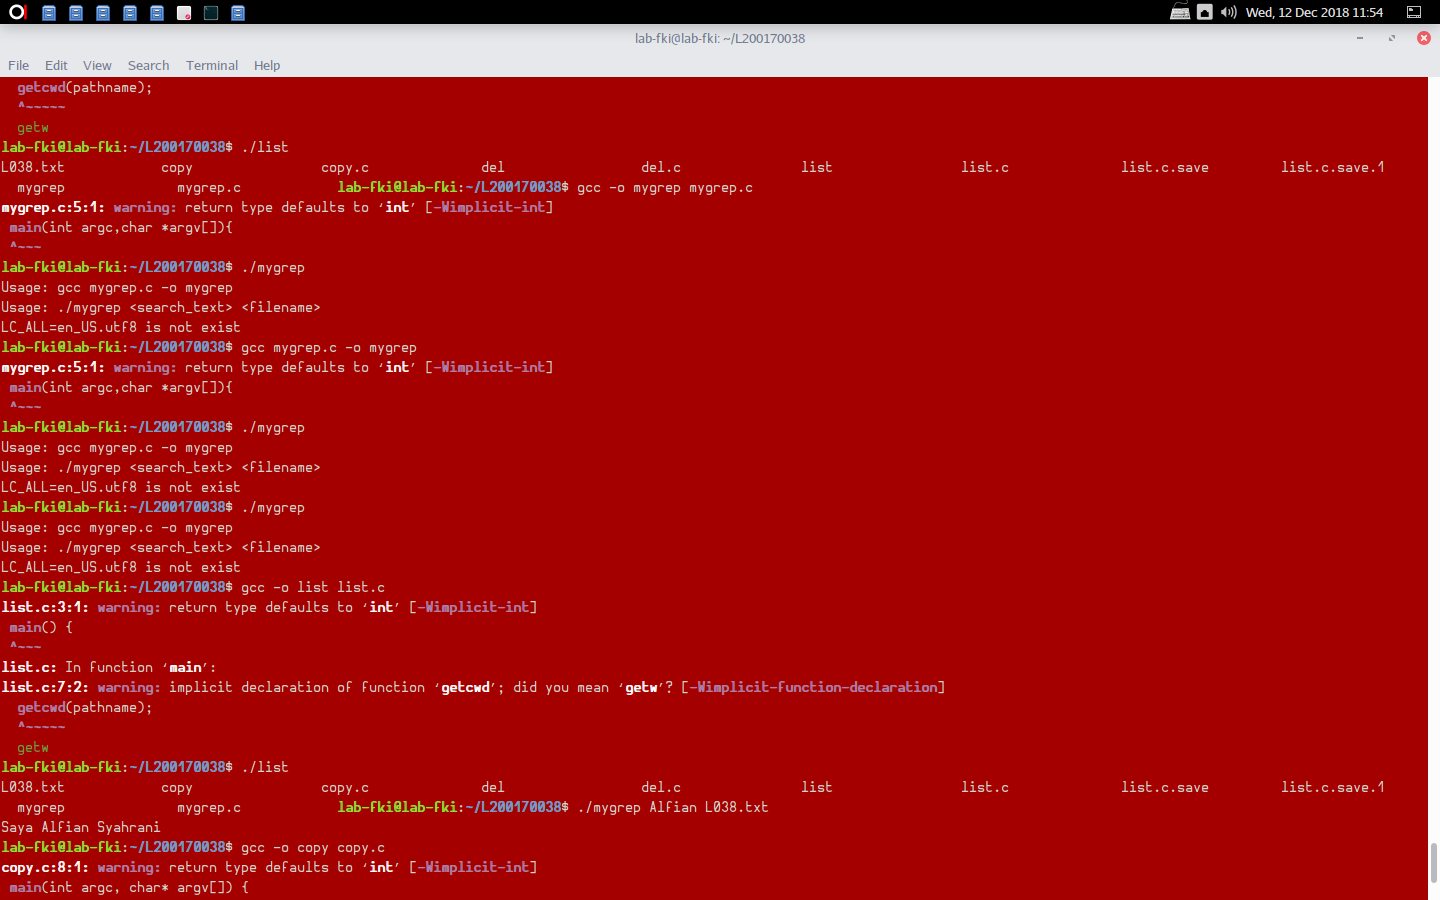 Wed, 12 Dec 2018 11:54
lab-fki@lab-fki: ~/L200170038
File Edit View Search Terminal Help
getcwd(pathname);
^~~~~~
getw
lab-fki@lab-fki:~/L200170038$ ./list
L038.txt copy copy.c del del.c list list.c list.c.save list.c.save.1
mygrep mygrep.c lab-fki@lab-fki:~/L200170038$ gcc -o mygrep mygrep.c
mygrep.c:5:1: warning: return type defaults to ‘int’ [-Wimplicit-int]
main(int argc,char *argv[]){
^~~~
lab-fki@lab-fki:~/L200170038$ ./mygrep
Usage: gcc mygrep.c -o mygrep
Usage: ./mygrep <search_text> <filename>
LC_ALL=en_US.utf8 is not exist
lab-fki@lab-fki:~/L200170038$ gcc mygrep.c -o mygrep
mygrep.c:5:1: warning: return type defaults to ‘int’ [-Wimplicit-int]
main(int argc,char *argv[]){
^~~~
lab-fki@lab-fki:~/L200170038$ ./mygrep
Usage: gcc mygrep.c -o mygrep
Usage: ./mygrep <search_text> <filename>
LC_ALL=en_US.utf8 is not exist
lab-fki@lab-fki:~/L200170038$ ./mygrep
Usage: gcc mygrep.c -o mygrep
Usage: ./mygrep <search_text> <filename>
LC_ALL=en_US.utf8 is not exist
lab-fki@lab-fki:~/L200170038$ gcc -o list list.c
list.c:3:1: warning: return type defaults to ‘int’ [-Wimplicit-int]
main() {
^~~~
list.c: In function ‘main’:
list.c:7:2: warning: implicit declaration of function ‘getcwd’; did you mean ‘getw’? [-Wimplicit-function-declaration]
getcwd(pathname);
^~~~~~
getw
lab-fki@lab-fki:~/L200170038$ ./list
L038.txt copy copy.c del del.c list list.c list.c.save list.c.save.1
mygrep mygrep.c lab-fki@lab-fki:~/L200170038$ ./mygrep Alfian L038.txt
Saya Alfian Syahrani
lab-fki@lab-fki:~/L200170038$ gcc -o copy copy.c
copy.c:8:1: warning: return type defaults to ‘int’ [-Wimplicit-int]
main(int argc, char* argv[]) {